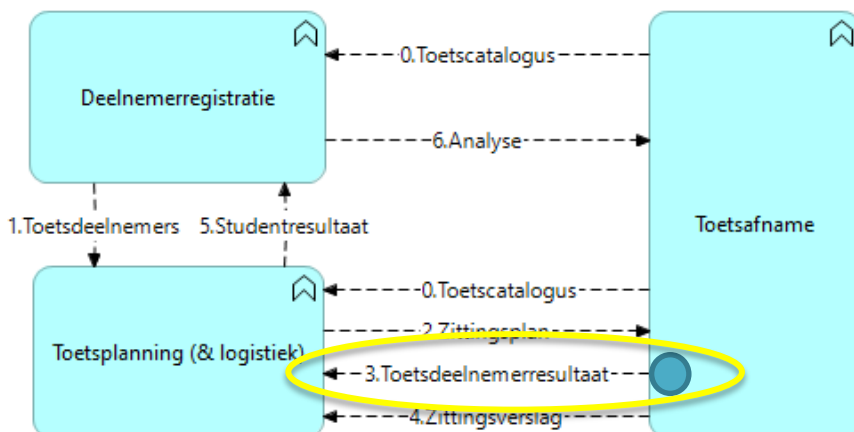 0.Toetscatalogus
Deelnemerregistratie
6.Analyse
1.Toetsdeelnemers
5.Studentresultaat
Toetsafname
0.Toetscatalogus
2.Zittingsplan
Toetsplanning (& logistiek)
3.Toetsdeelnemerresultaat
4.Zittingsverslag